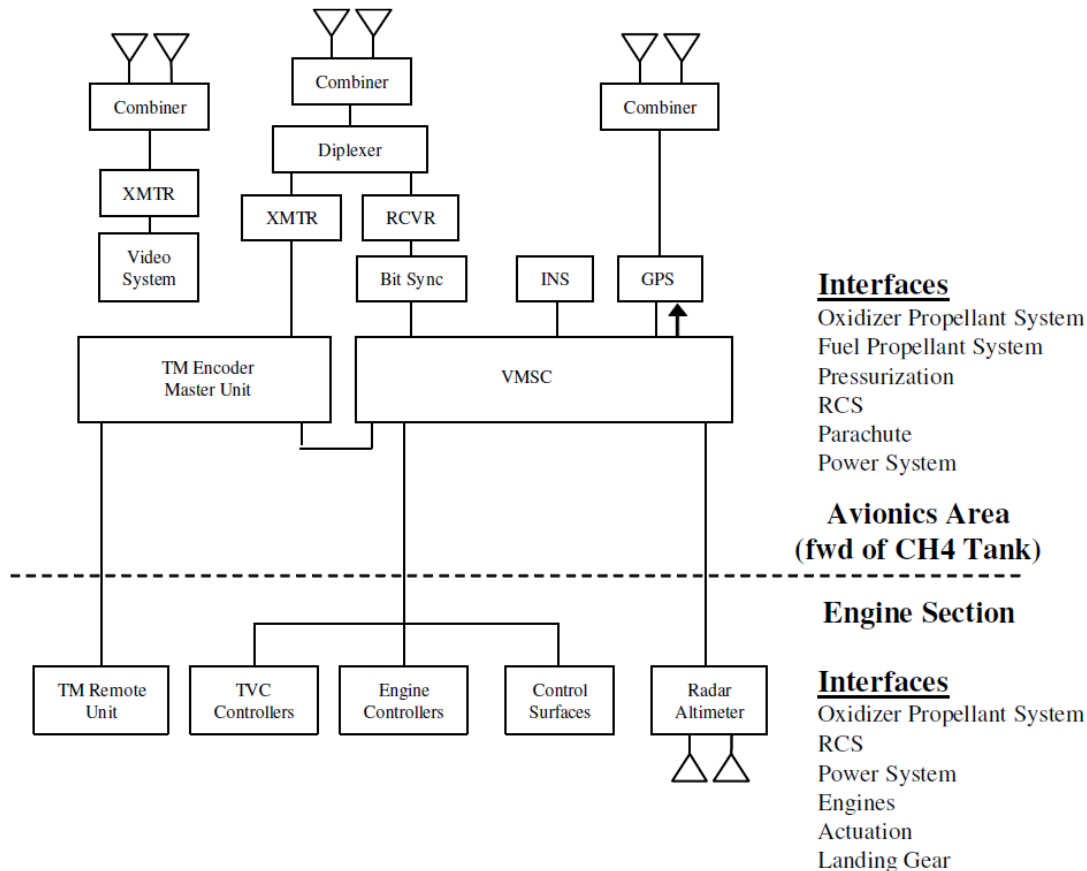 Combiner
Combiner
Combiner
Diplexer
XMTR
XMTR
RCVR
Video
System
Bit Sync
INS
GPS
TM Encoder
Master Unit
VMSC
Interfaces
Oxidizer Propellant System
Fuel Propellant System
Pressurization
RCS
Parachute
Power System
Avionics Area
(fwd of CH4 Tank)
Engine Section
TM Remote
Unit
TVC
Controllers
Engine
Controllers
Control
Surfaces
Radar
Altimeter
Interfaces
Oxidizer Propellant System
RCS
Power System
Engines
Actuation
Landing Gear